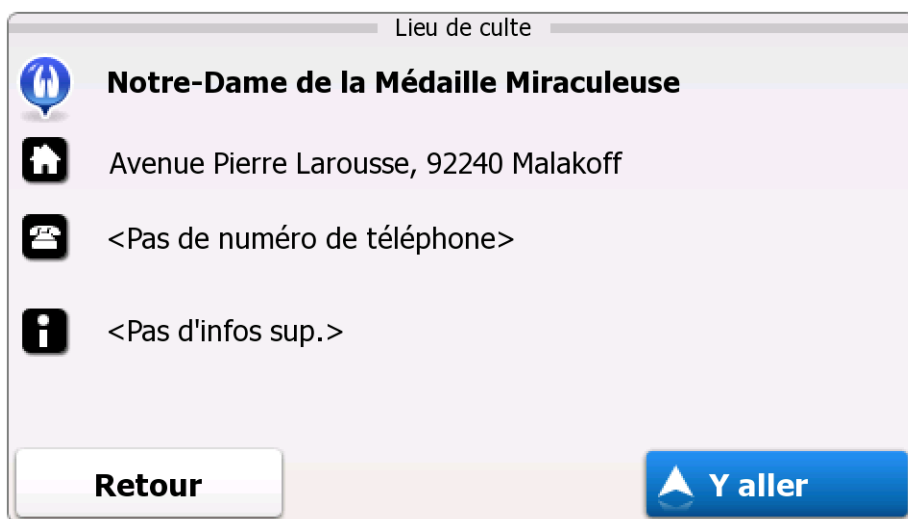 Lieu de culte
Notre-Dame de la Médaille Miraculeuse
Avenue Pierre Larousse, 92240 Malakoff
<Pas de numéro de téléphone>
<Pas d'infos sup.>
Retour
Y aller